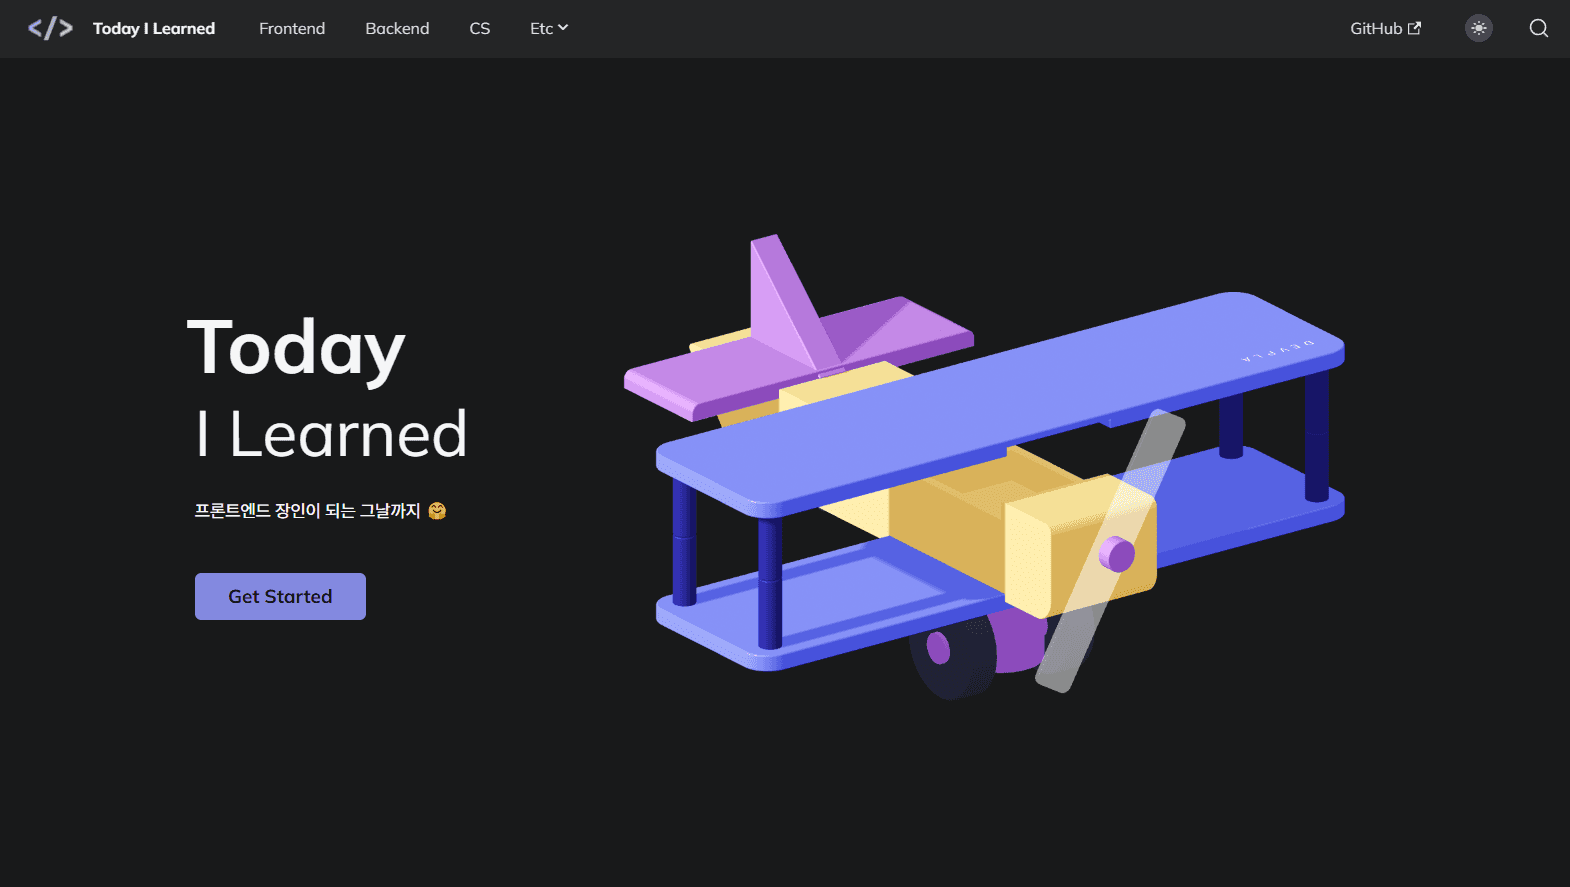 </> Today I Learned Frontend Backend CS Etc GitHub
Today
I Learned
프론트엔드 장인이 되는 그날까지 🤗
Get Started
DEVPLA